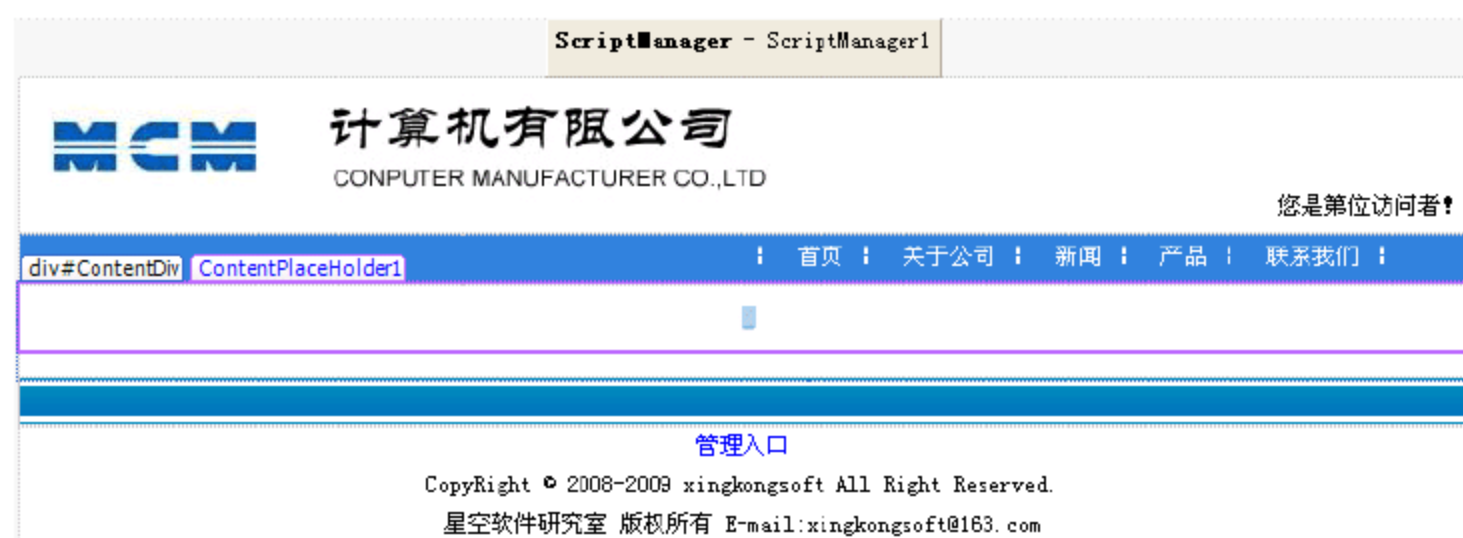 ScriptManager - ScriptManager1
MCM
计算机有限公司
CONPUTER MANUFACTURER CO.,LTD
您是第位访问者!
¦ 首页 ¦ 关于公司 ¦ 新闻 ¦ 产品 ¦ 联系我们 ¦
div#ContentDiv ContentPlaceHolder1
管理入口
CopyRight © 2008-2009 xingkongsoft All Right Reserved.
星空软件研究室 版权所有 E-mail:xingkongsoft@163.com